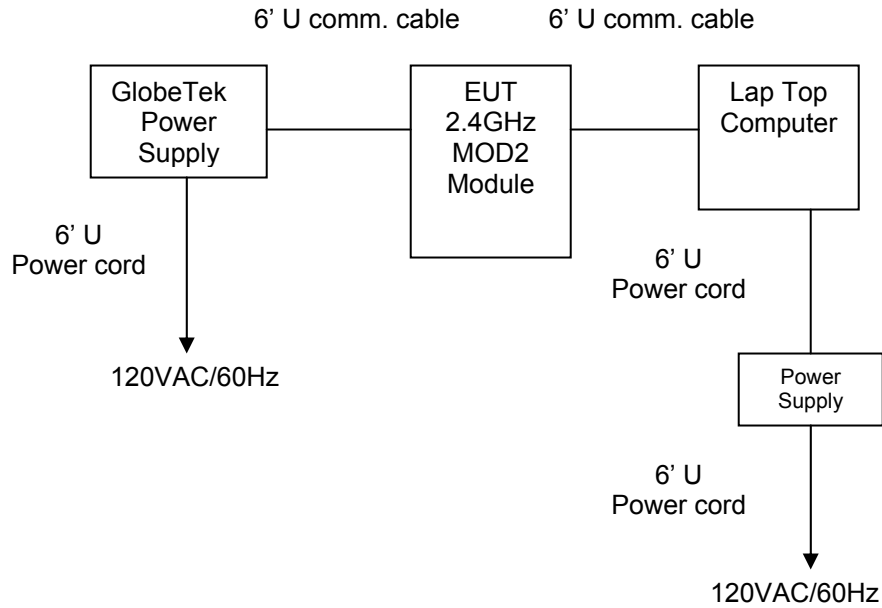 6’ U comm. cable
6’ U comm. cable
GlobeTek
Power
Supply
EUT
2.4GHz
MOD2
Module
Lap Top
Computer
6’ U
Power cord
6’ U
Power cord
120VAC/60Hz
Power
Supply
6’ U
Power cord
120VAC/60Hz